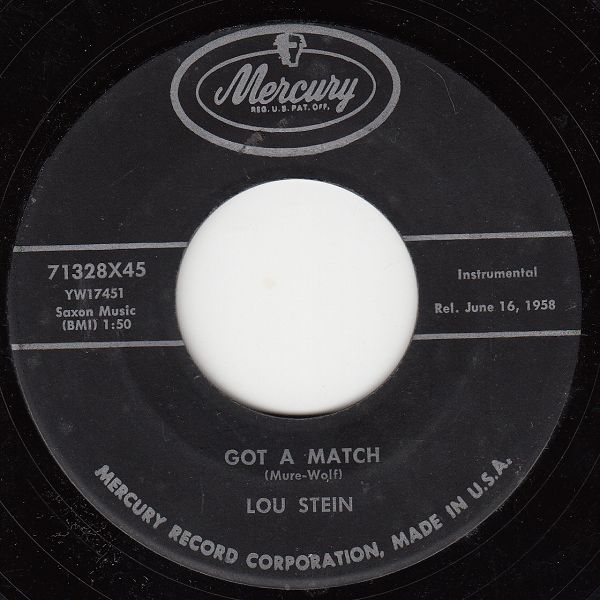 Mercury
REG. U.S. PAT. OFF.
71328X45
YW17451
Saxon Music
(BMI) 1:50
Instrumental
Rel. June 16, 1958
GOT A MATCH
(Mure-Wolf)
LOU STEIN
MERCURY RECORD CORPORATION, MADE IN U.S.A.